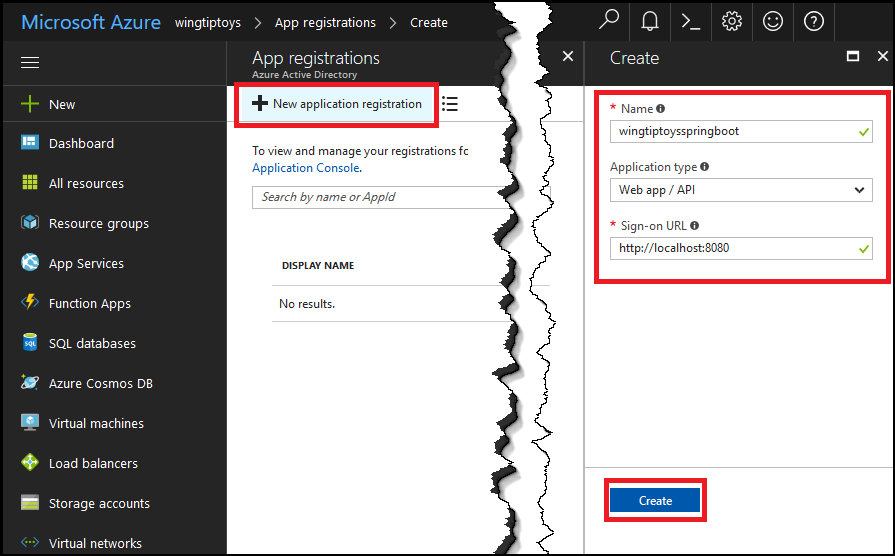 Microsoft Azure wingtiptoys > App registrations > Create
New
Dashboard
All resources
Resource groups
App Services
Function Apps
SQL databases
Azure Cosmos DB
Virtual machines
Load balancers
Storage accounts
Virtual networks
App registrations
Azure Active Directory
New application registration
To view and manage your registrations fc
Application Console.
Search by name or AppId
DISPLAY NAME
No results.
Create
* Name
wingtiptoysspringboot
Application type
Web app / API
* Sign-on URL
http://localhost:8080
Create